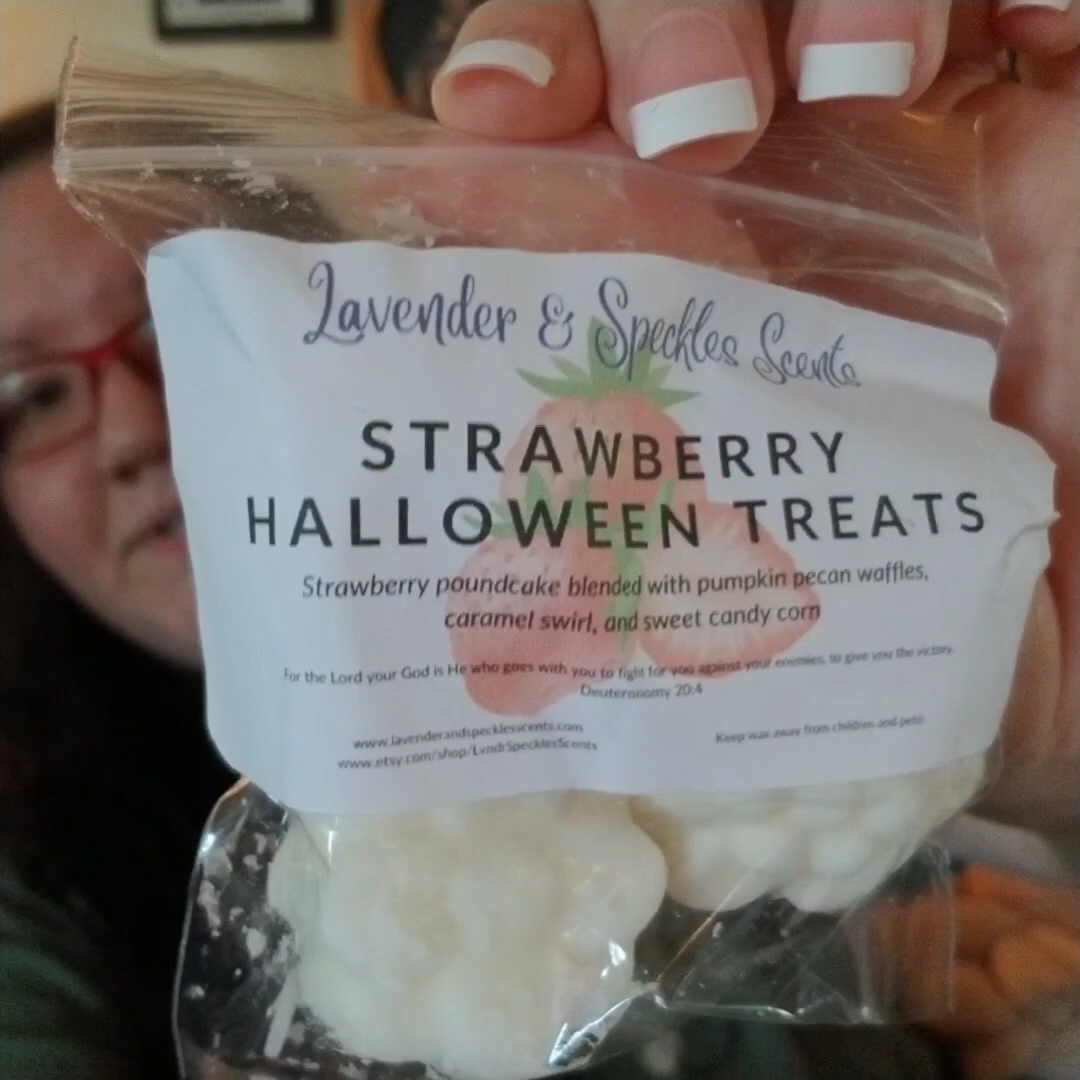 Lavender & Speckles Scents
STRAWBERRY
HALLOWEEN TREATS
Strawberry poundcake blended with pumpkin pecan waffles,
caramel swirl, and sweet candy corn
For the Lord your God is He who goes with you to fight for you against your enemies, to give you the victory.
Deuteronomy 20:4
www.lavenderandspecklesscents.com
www.etsy.com/shop/LvndrSpecklesScents
Keep wax away from children and pets!